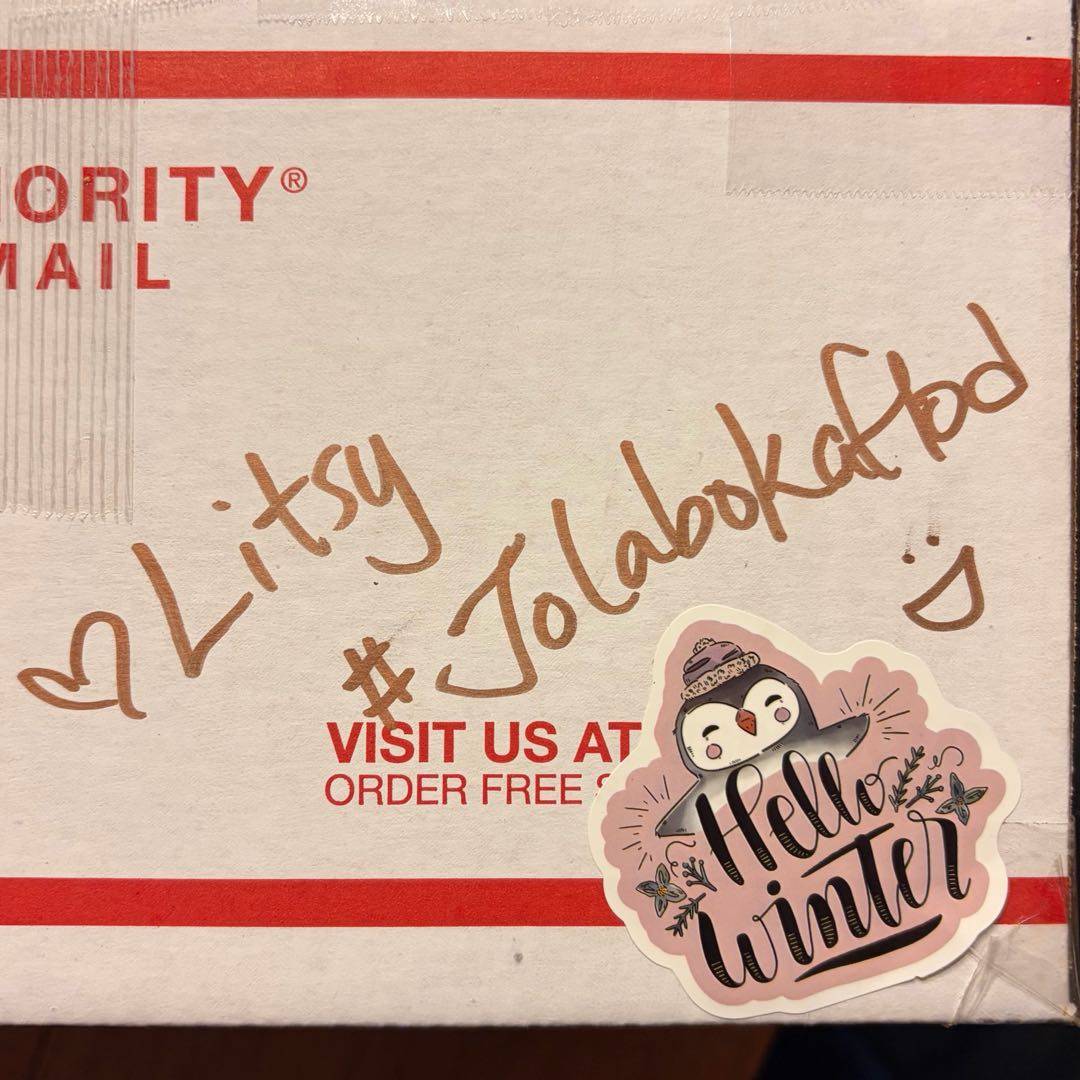 IORITY®
MAIL
♡ Litsy
#Jolabokaflod
VISIT US AT
ORDER FREE
Hello
Winter